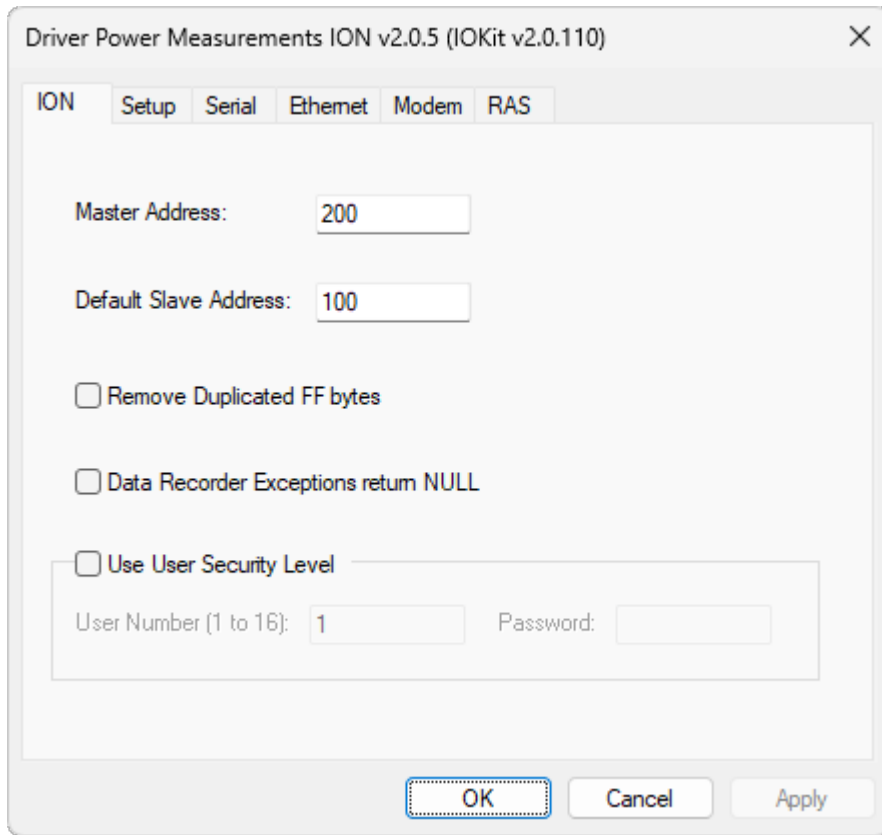 Driver Power Measurements ION v2.0.5 (IOKit v2.0.110)
ION Setup Serial Ethernet Modem RAS
Master Address: 200
Default Slave Address: 100
Remove Duplicated FF bytes
Data Recorder Exceptions return NULL
Use User Security Level
User Number (1 to 16): 1 Password:
OK Cancel Apply